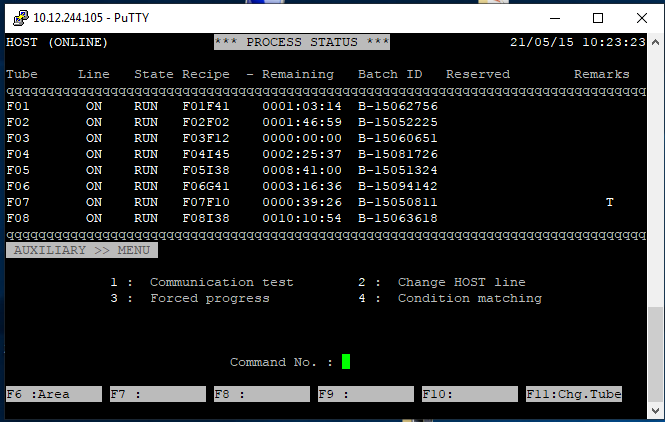 10.12.244.105 - PuTTY
HOST (ONLINE) *** PROCESS STATUS *** 21/05/15 10:23:23
Tube Line State Recipe - Remaining Batch ID Reserved Remarks
qqqqqqqqqqqqqqqqqqqqqqqqqqqqqqqqqqqqqqqqqqqqqqqqqqqqqqqqqqqqqqqqqqqqqqqqqqqqqqqq
F01 ON RUN F01F41 0001:03:14 B-15062756
F02 ON RUN F02F02 0001:46:59 B-15052225
F03 ON RUN F03F12 0000:00:00 B-15060651
F04 ON RUN F04I45 0002:25:37 B-15081726
F05 ON RUN F05I38 0008:41:00 B-15051324
F06 ON RUN F06G41 0003:16:36 B-15094142
F07 ON RUN F07F10 0000:39:26 B-15050811 T
F08 ON RUN F08I38 0010:10:54 B-15063618
qqqqqqqqqqqqqqqqqqqqqqqqqqqqqqqqqqqqqqqqqqqqqqqqqqqqqqqqqqqqqqqqqqqqqqqqqqqqqqqq
AUXILIARY >> MENU
1 : Communication test 2 : Change HOST line
3 : Forced progress 4 : Condition matching
Command No. :
F6 :Area F7 : F8 : F9 : F10: F11:Chg.Tube